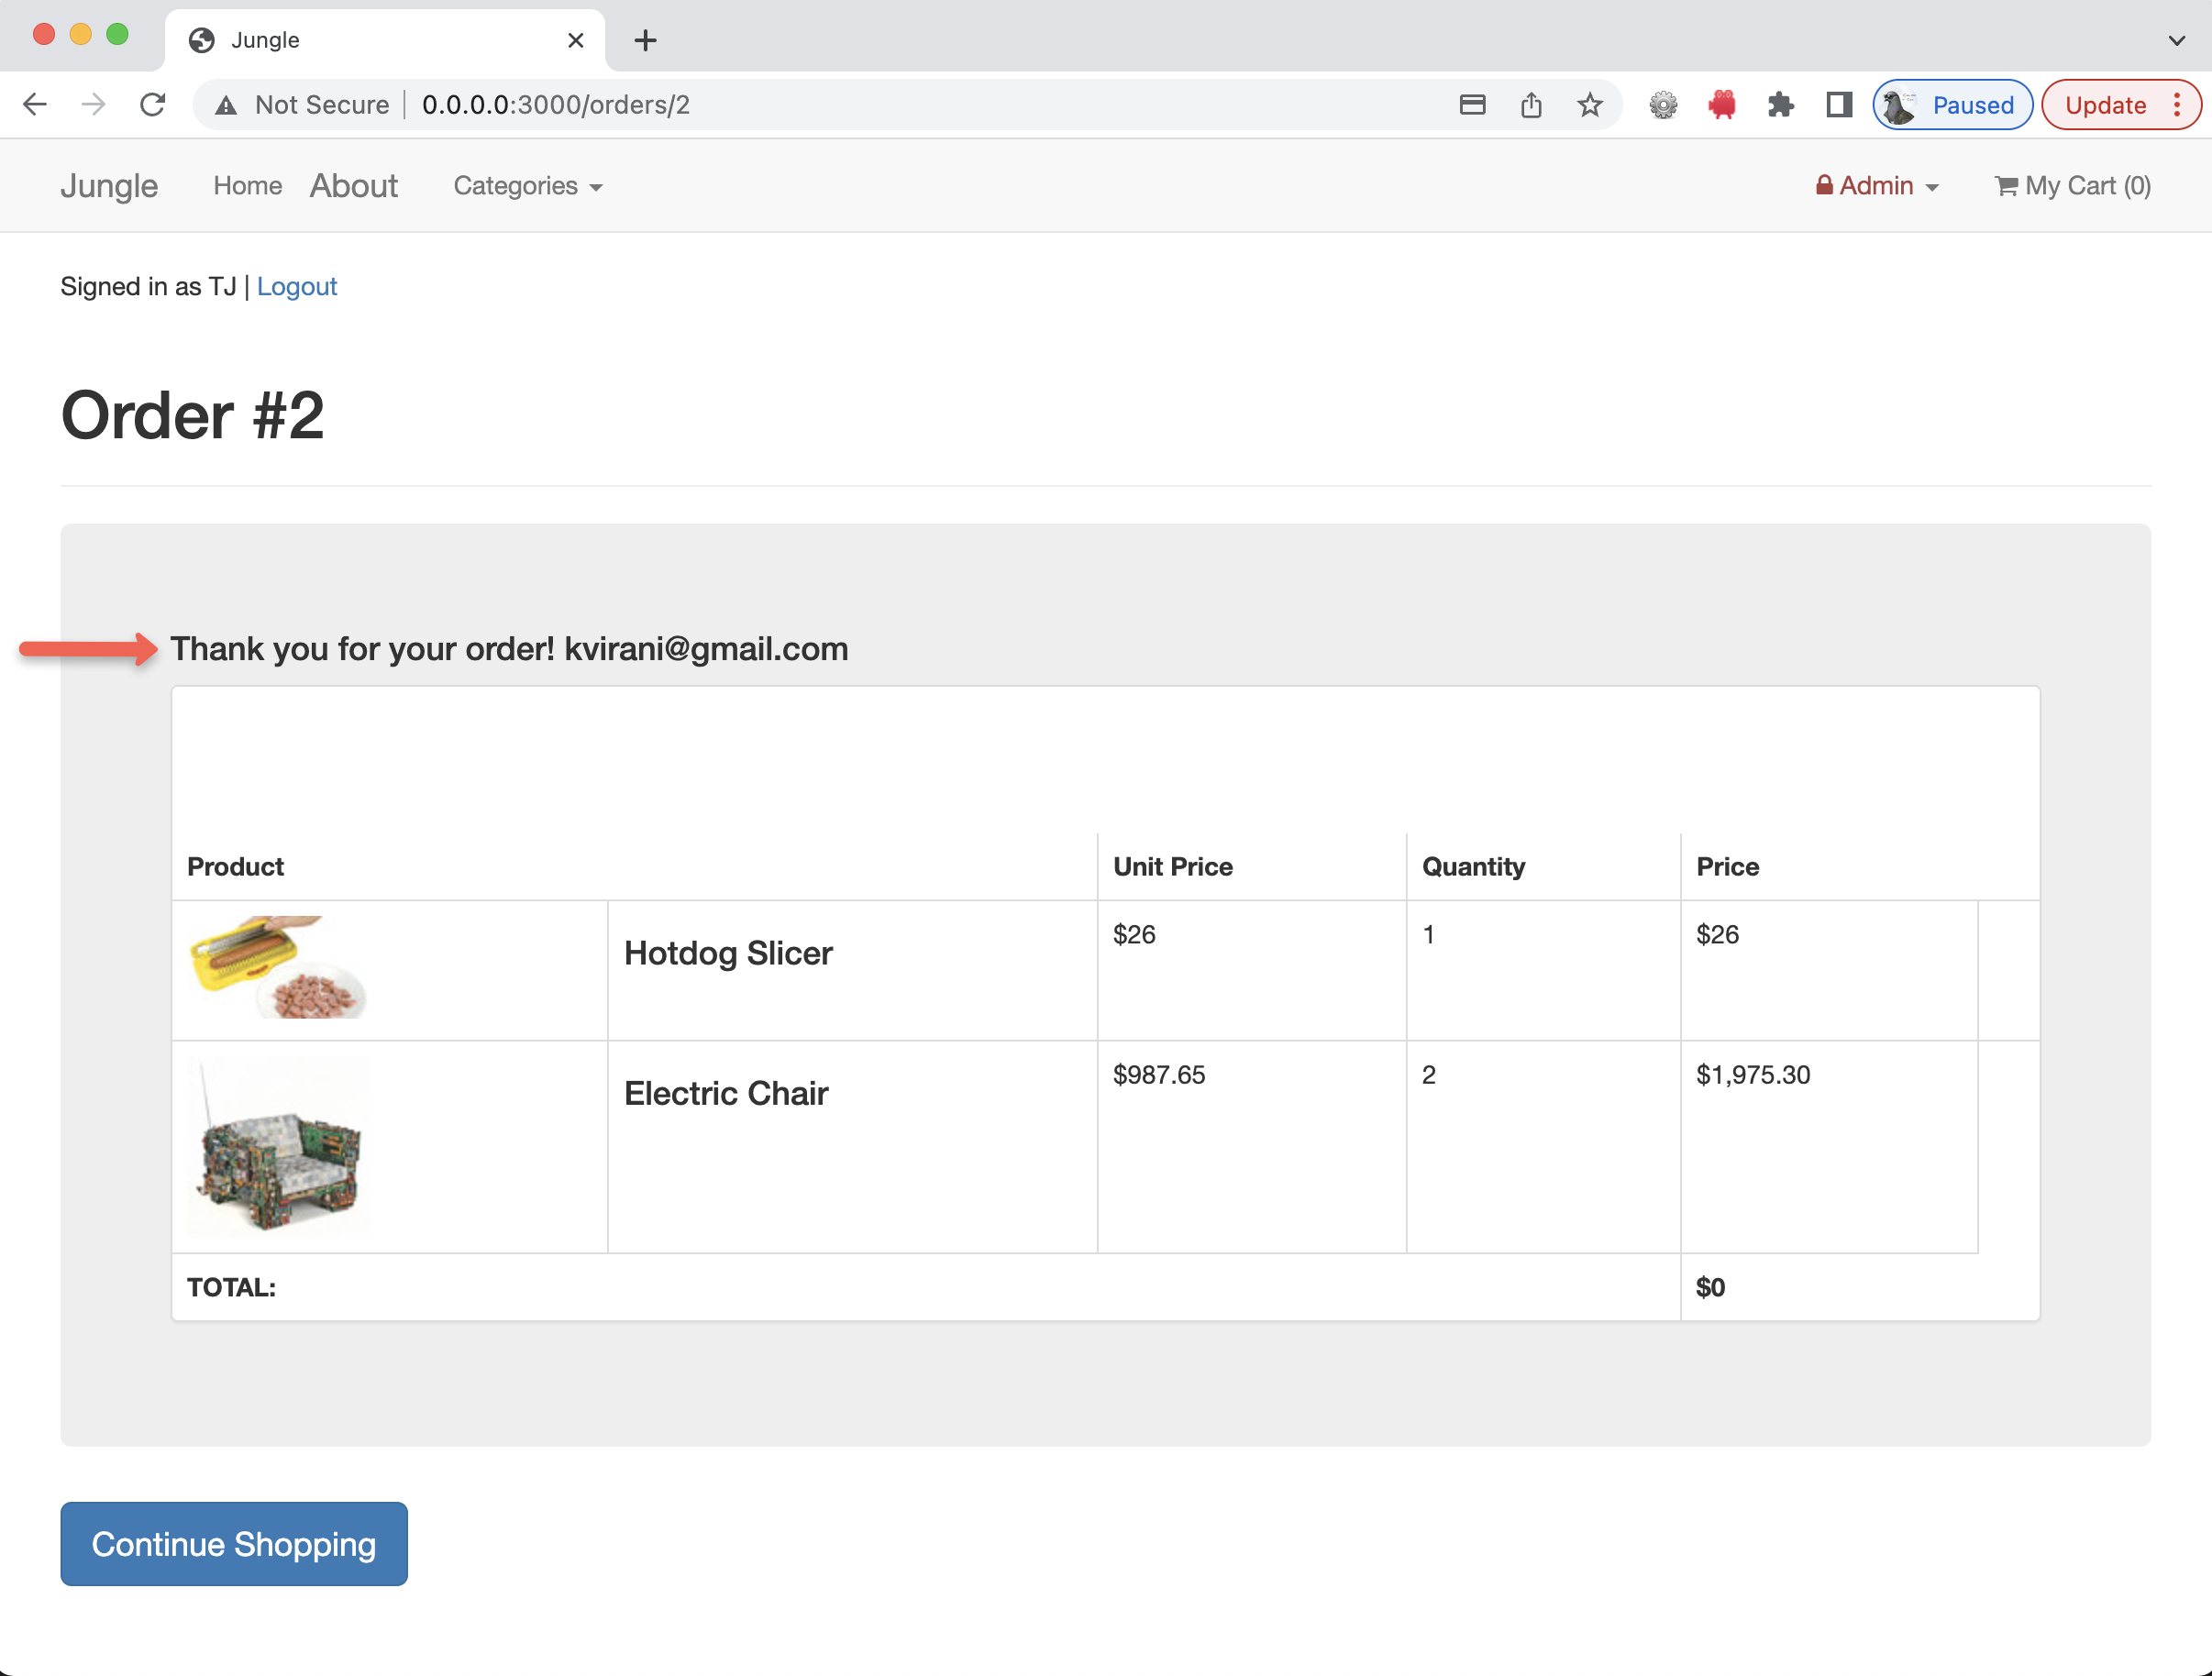 Jungle
Not Secure 0.0.0.0:3000/orders/2 Paused Update
Jungle Home About Categories Admin My Cart (0)
Signed in as TJ | Logout
Order #2
Thank you for your order! kvirani@gmail.com
Product Unit Price Quantity Price
Hotdog Slicer $26 1 $26
Electric Chair $987.65 2 $1,975.30
TOTAL: $0
Continue Shopping